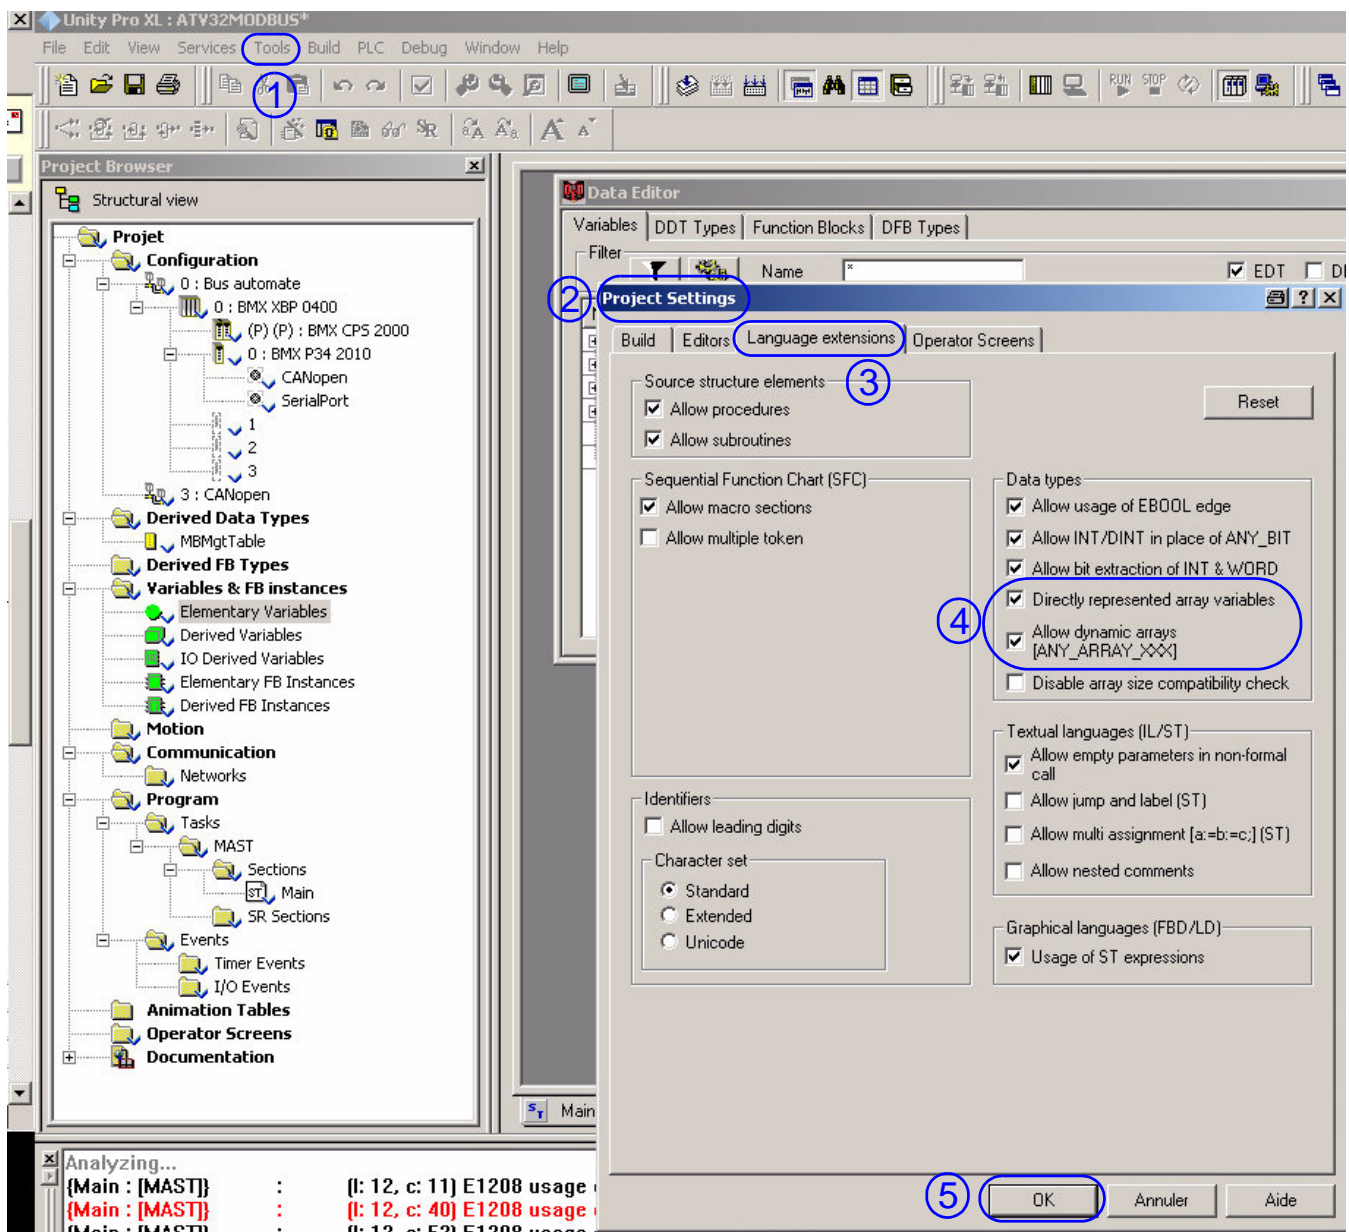 Unity Pro XL : ATV32MODBUS*
File Edit View Services Tools Build PLC Debug Window Help
1
RUN STOP
Project Browser
Structural view
Projet
Configuration
0 : Bus automate
0 : BMX XBP 0400
(P) (P) : BMX CPS 2000
0 : BMX P34 2010
CANopen
SerialPort
1
2
3
3 : CANopen
Derived Data Types
MBMgtTable
Derived FB Types
Variables & FB instances
Elementary Variables
Derived Variables
IO Derived Variables
Elementary FB Instances
Derived FB Instances
Motion
Communication
Networks
Program
Tasks
MAST
Sections
Main
SR Sections
Events
Timer Events
I/O Events
Animation Tables
Operator Screens
Documentation
Data Editor
Variables DDT Types Function Blocks DFB Types
Filter
Name * EDT
2 Project Settings
Build Editors Language extensions Operator Screens
3
Source structure elements
Allow procedures
Allow subroutines
Reset
Sequential Function Chart (SFC)
Allow macro sections
Allow multiple token
Data types
Allow usage of EBOOL edge
Allow INT/DINT in place of ANY_BIT
Allow bit extraction of INT & WORD
4
Directly represented array variables
Allow dynamic arrays
[ANY_ARRAY_XXX]
Disable array size compatibility check
Textual languages (IL/ST)
Allow empty parameters in non-formal
call
Allow jump and label (ST)
Allow multi assignment [a:=b:=c;] (ST)
Allow nested comments
Identifiers
Allow leading digits
Character set
Standard
Extended
Unicode
Graphical languages (FBD/LD)
Usage of ST expressions
Main
5
OK Annuler Aide
Analyzing...
{Main : [MAST]} : (l: 12, c: 11) E1208 usage
{Main : [MAST]} : (l: 12, c: 40) E1208 usage
{Main : [MAST]} : (l: 12, c: 52) E1208 usage